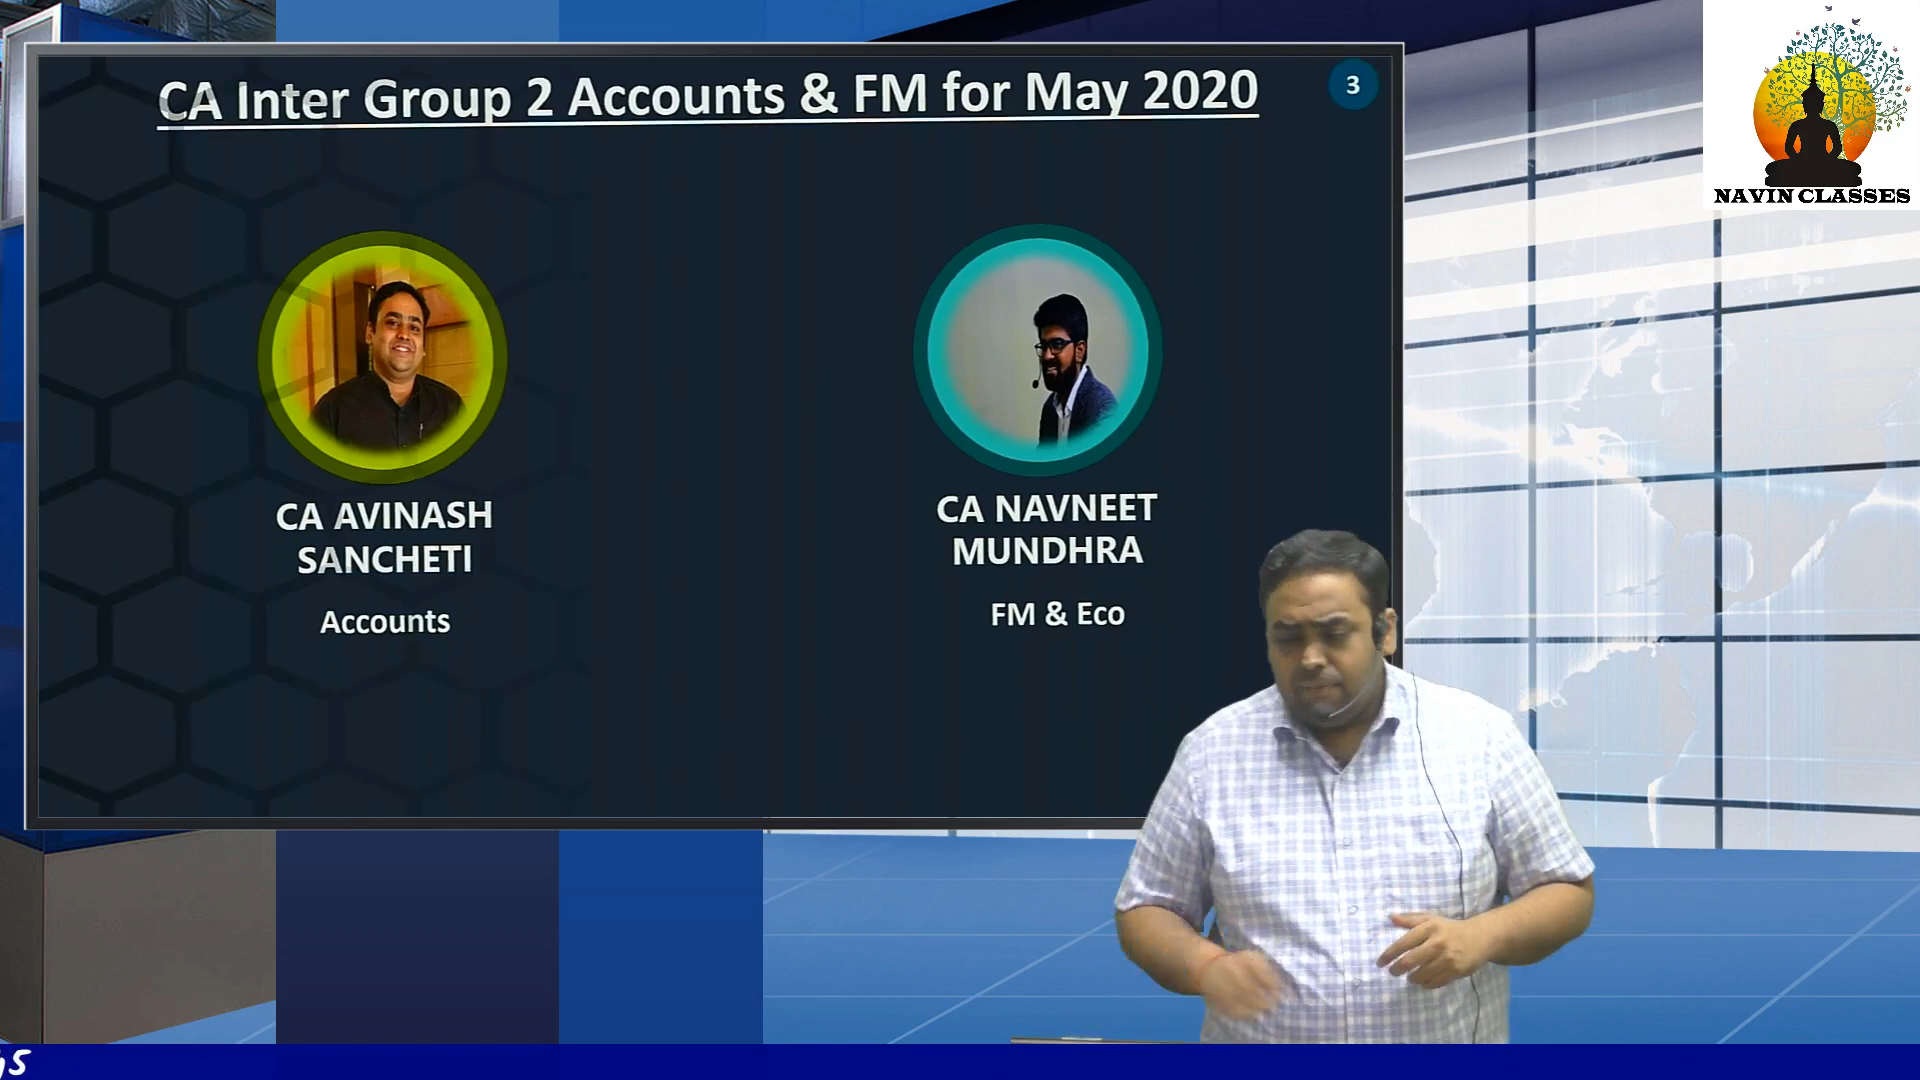 CA Inter Group 2 Accounts & FM for May 2020
3
NAVIN CLASSES
CA AVINASH
SANCHETI
Accounts
CA NAVNEET
MUNDHRA
FM & Eco